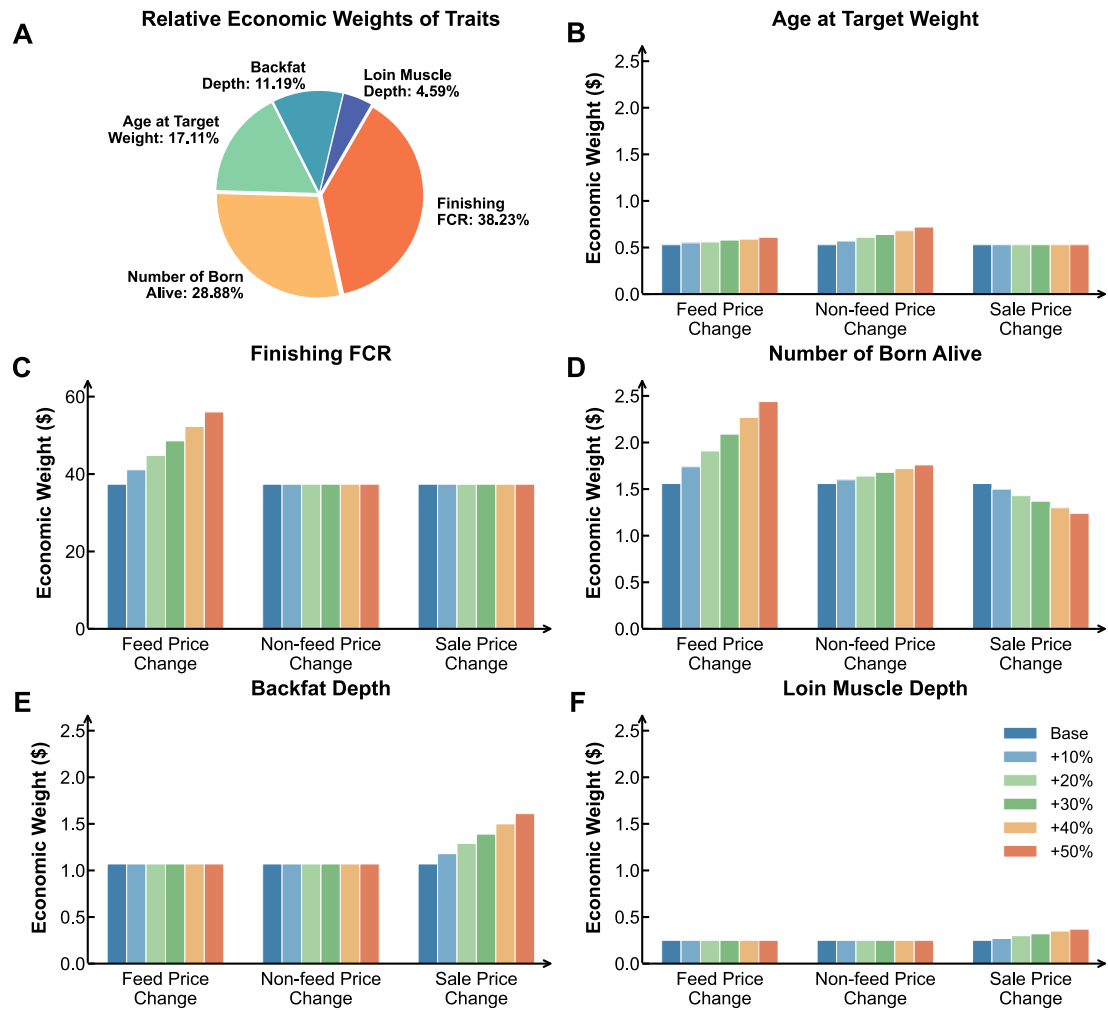 A
Relative Economic Weights of Traits
Backfat
Depth: 11.19%
Loin Muscle
Depth: 4.59%
Age at Target
Weight: 17.11%
Finishing
FCR: 38.23%
Number of Born
Alive: 28.88%
B
Age at Target Weight
Economic Weight ($)
2.5
2.0
1.5
1.0
0.5
0.0
Feed Price
Change
Non-feed Price
Change
Sale Price
Change
C
Finishing FCR
Economic Weight ($)
60
40
20
0
Feed Price
Change
Non-feed Price
Change
Sale Price
Change
D
Number of Born Alive
Economic Weight ($)
2.5
2.0
1.5
1.0
0.5
0.0
Feed Price
Change
Non-feed Price
Change
Sale Price
Change
E
Backfat Depth
Economic Weight ($)
2.5
2.0
1.5
1.0
0.5
0.0
Feed Price
Change
Non-feed Price
Change
Sale Price
Change
F
Loin Muscle Depth
Economic Weight ($)
2.5
2.0
1.5
1.0
0.5
0.0
Base
+10%
+20%
+30%
+40%
+50%
Feed Price
Change
Non-feed Price
Change
Sale Price
Change